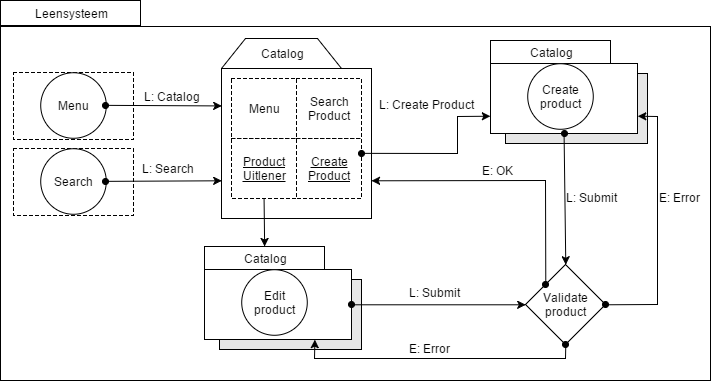 Leensysteem
Catalog
Catalog
Menu
L: Catalog
Menu
Search
Product
L: Create Product
Create
product
Search
L: Search
Product
Uitlener
Create
Product
E: OK
L: Submit
E: Error
Catalog
Edit
product
L: Submit
Validate
product
E: Error